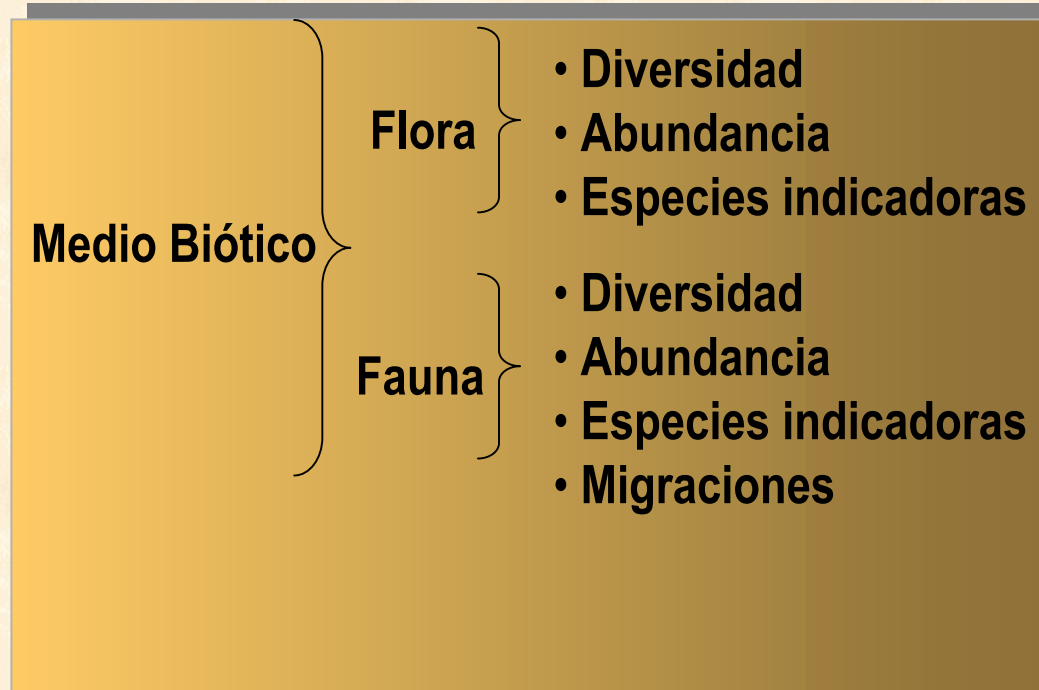 Medio Biótico
Flora
• Diversidad
• Abundancia
• Especies indicadoras
Fauna
• Diversidad
• Abundancia
• Especies indicadoras
• Migraciones